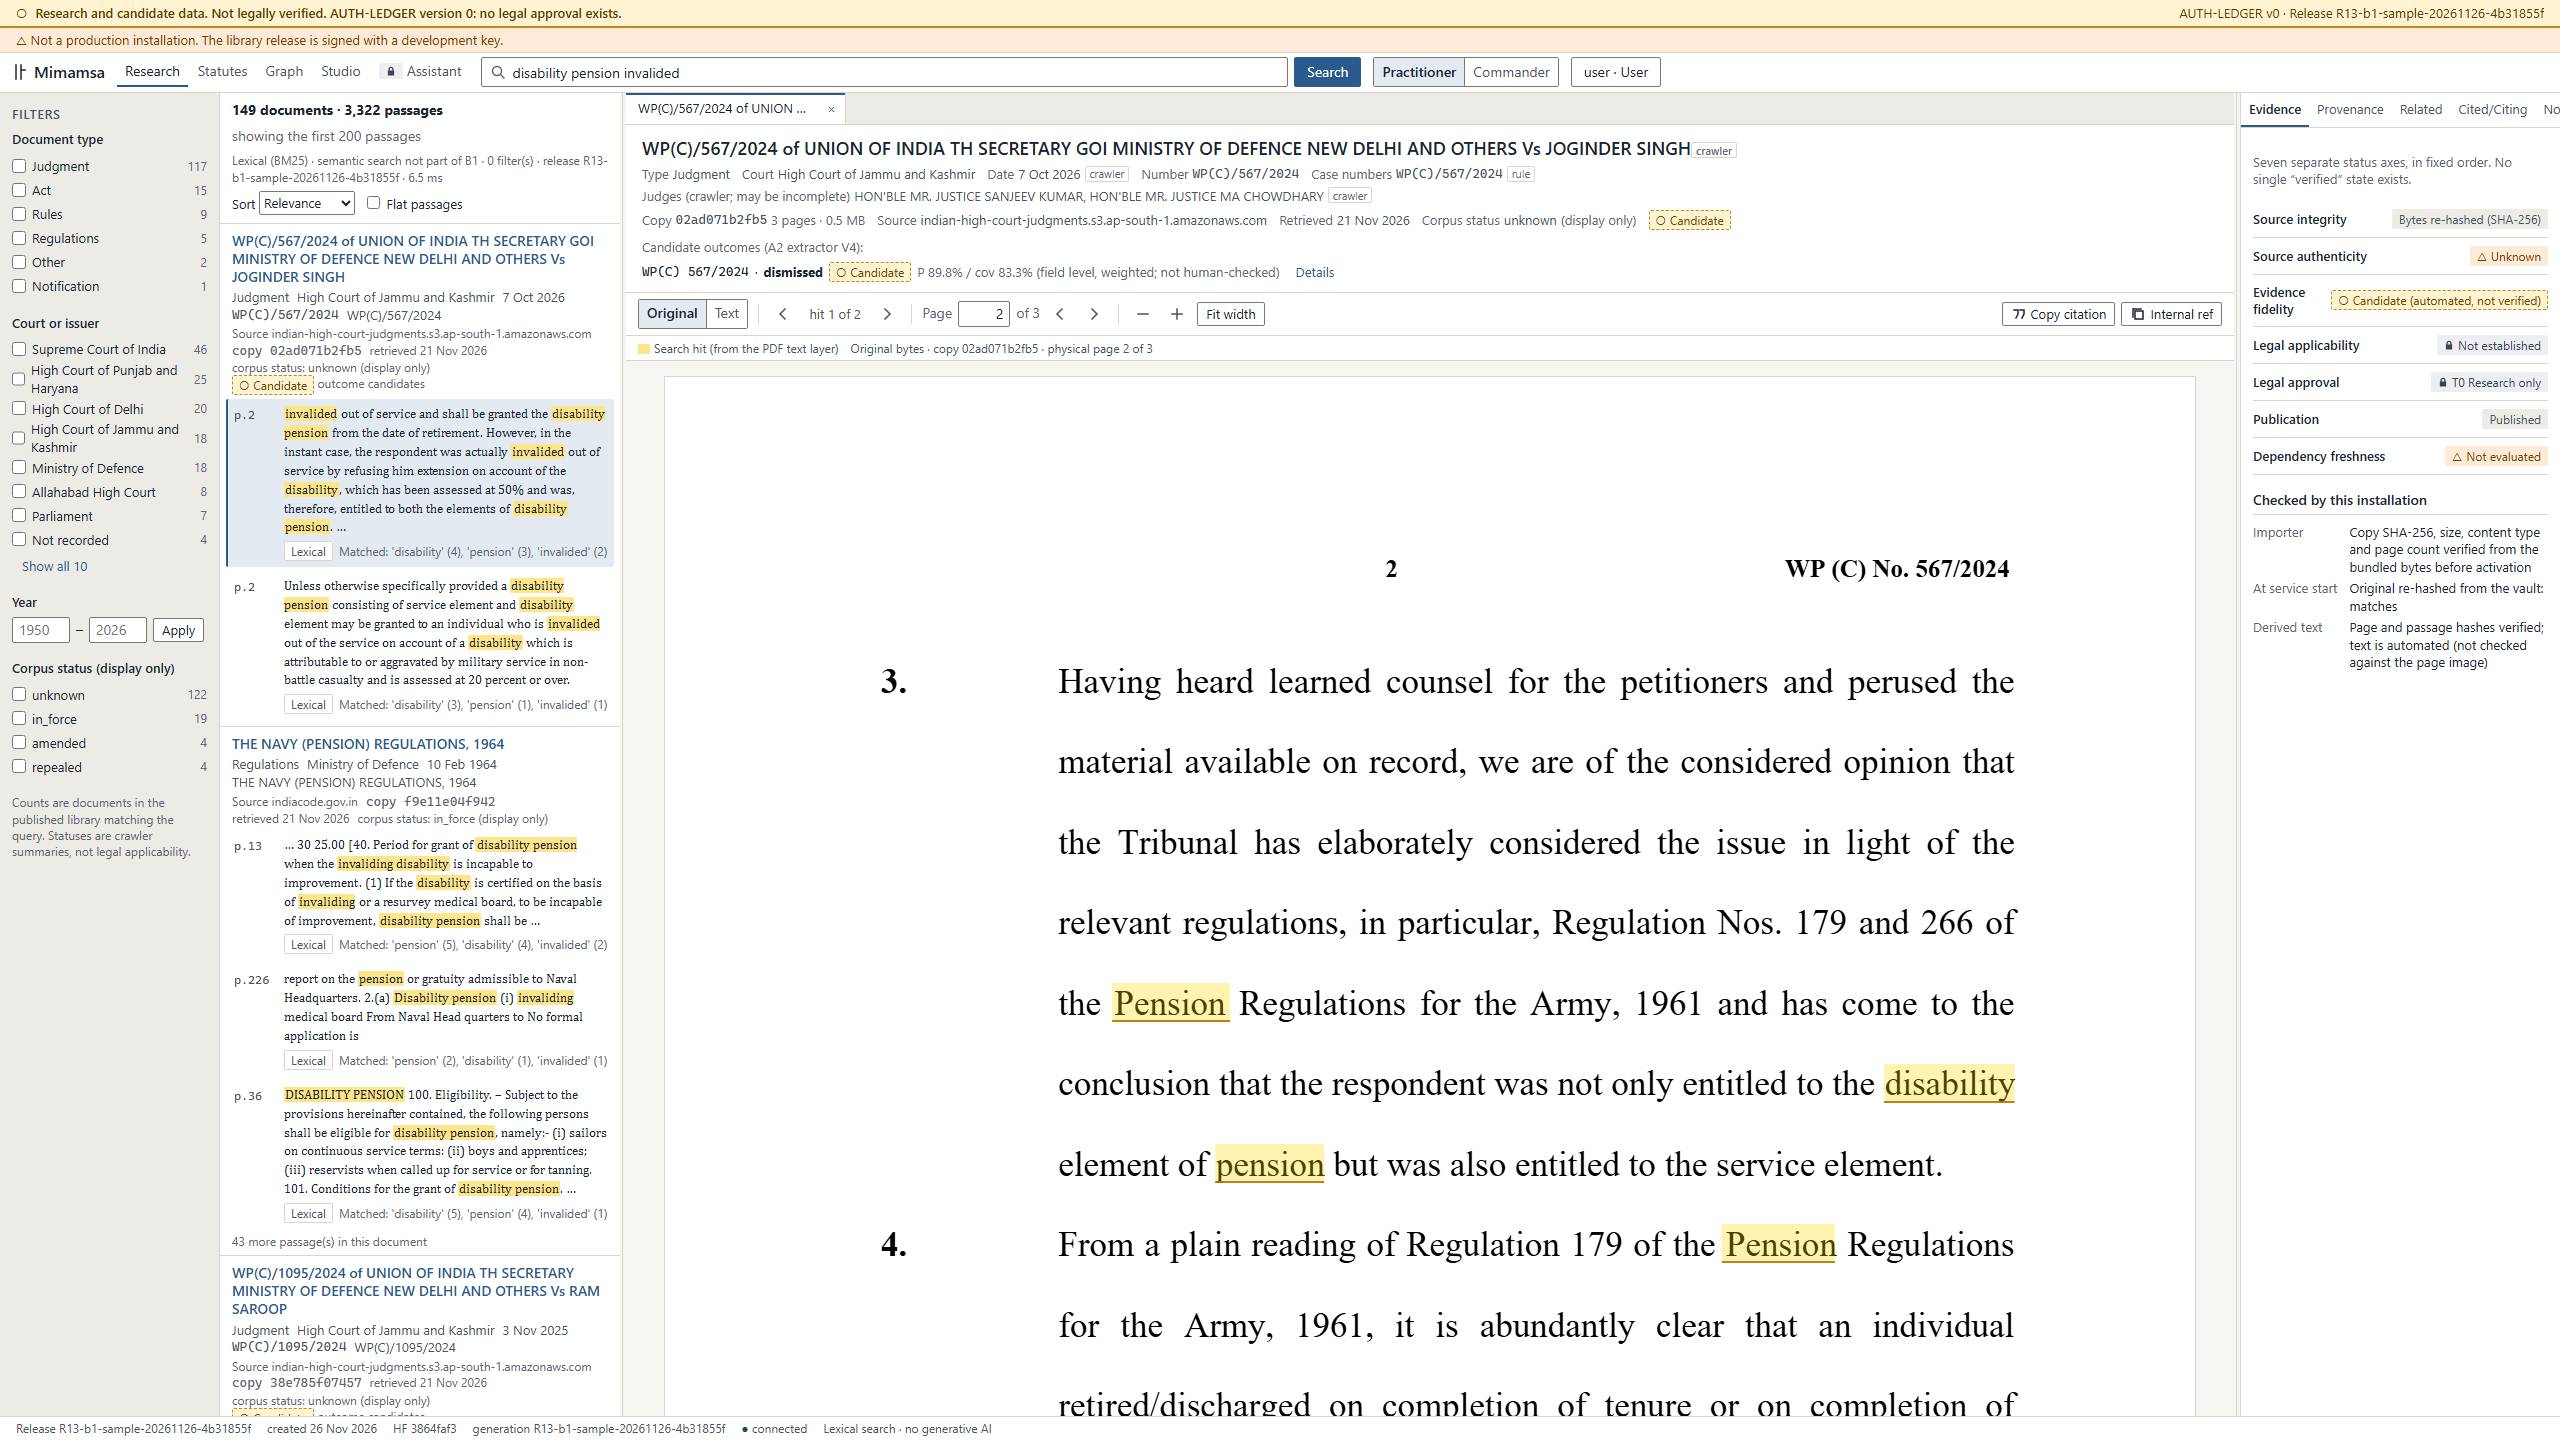 Research and candidate data. Not legally verified. AUTH-LEDGER version 0: no legal approval exists.
AUTH-LEDGER v0 · Release R13-b1-sample-20261126-4b31855f
Not a production installation. The library release is signed with a development key.
Mimamsa
Research Statutes Graph Studio Assistant
disability pension invalided
Search
Practitioner Commander
user · User
FILTERS
Document type
Judgment 117
Act 15
Rules 9
Regulations 5
Other 2
Notification 1
Court or issuer
Supreme Court of India 46
High Court of Punjab and
Haryana 25
High Court of Delhi 20
High Court of Jammu and
Kashmir 18
Ministry of Defence 18
Allahabad High Court 8
Parliament 7
Not recorded 4
Show all 10
Year
1950 – 2026 Apply
Corpus status (display only)
unknown 122
in_force 19
amended 4
repealed 4
Counts are documents in the
published library matching the
query. Statuses are crawler
summaries, not legal applicability.
149 documents · 3,322 passages
showing the first 200 passages
Lexical (BM25) · semantic search not part of B1 · 0 filter(s) · release R13-
b1-sample-20261126-4b31855f · 6.5 ms
Sort Relevance Flat passages
WP(C)/567/2024 of UNION OF INDIA TH SECRETARY GOI
MINISTRY OF DEFENCE NEW DELHI AND OTHERS Vs
JOGINDER SINGH
Judgment High Court of Jammu and Kashmir 7 Oct 2026
WP(C)/567/2024 WP(C)/567/2024
Source indian-high-court-judgments.s3.ap-south-1.amazonaws.com
copy 02ad071b2fb5 retrieved 21 Nov 2026
corpus status: unknown (display only)
Candidate outcome candidates
p.2 invalided out of service and shall be granted the disability
pension from the date of retirement. However, in the
instant case, the respondent was actually invalided out of
service by refusing him extension on account of the
disability, which has been assessed at 50% and was,
therefore, entitled to both the elements of disability
pension. ...
Lexical Matched: 'disability' (4), 'pension' (3), 'invalided' (2)
p.2 Unless otherwise specifically provided a disability
pension consisting of service element and disability
element may be granted to an individual who is invalided
out of the service on account of a disability which is
attributable to or aggravated by military service in non-
battle casualty and is assessed at 20 percent or over.
Lexical Matched: 'disability' (3), 'pension' (1), 'invalided' (1)
THE NAVY (PENSION) REGULATIONS, 1964
Regulations Ministry of Defence 10 Feb 1964
THE NAVY (PENSION) REGULATIONS, 1964
Source indiacode.gov.in copy f9e11e04f942
retrieved 21 Nov 2026 corpus status: in_force (display only)
p.13 ... 30 25.00 [40. Period for grant of disability pension
when the invaliding disability is incapable to
improvement. (1) If the disability is certified on the basis
of invaliding or a resurvey medical board, to be incapable
of improvement, disability pension shall be ...
Lexical Matched: 'pension' (5), 'disability' (4), 'invalided' (2)
p.226 report on the pension or gratuity admissible to Naval
Headquarters. 2.(a) Disability pension (i) invaliding
medical board From Naval Head quarters to No formal
application is
Lexical Matched: 'pension' (2), 'disability' (1), 'invalided' (1)
p.36 DISABILITY PENSION 100. Eligibility. – Subject to the
provisions hereinafter contained, the following persons
shall be eligible for disability pension, namely:- (i) sailors
on continuous service terms: (ii) boys and apprentices;
(iii) reservists when called up for service or for tanning.
101. Conditions for the grant of disability pension. ...
Lexical Matched: 'disability' (5), 'pension' (4), 'invalided' (1)
43 more passage(s) in this document
WP(C)/1095/2024 of UNION OF INDIA TH SECRETARY
MINISTRY OF DEFENCE NEW DELHI AND OTHERS Vs RAM
SAROOP
Judgment High Court of Jammu and Kashmir 3 Nov 2025
WP(C)/1095/2024 WP(C)/1095/2024
Source indian-high-court-judgments.s3.ap-south-1.amazonaws.com
copy 38e785f07457 retrieved 21 Nov 2026
corpus status: unknown (display only)
WP(C)/567/2024 of UNION ... ×
WP(C)/567/2024 of UNION OF INDIA TH SECRETARY GOI MINISTRY OF DEFENCE NEW DELHI AND OTHERS Vs JOGINDER SINGH crawler
Type Judgment Court High Court of Jammu and Kashmir Date 7 Oct 2026 crawler Number WP(C)/567/2024 Case numbers WP(C)/567/2024 rule
Judges (crawler; may be incomplete) HON'BLE MR. JUSTICE SANJEEV KUMAR, HON'BLE MR. JUSTICE MA CHOWDHARY crawler
Copy 02ad071b2fb5 3 pages · 0.5 MB Source indian-high-court-judgments.s3.ap-south-1.amazonaws.com Retrieved 21 Nov 2026 Corpus status unknown (display only) Candidate
Candidate outcomes (A2 extractor V4):
WP(C) 567/2024 · dismissed Candidate P 89.8% / cov 83.3% (field level, weighted; not human-checked) Details
Original Text hit 1 of 2 Page 2 of 3 Fit width Copy citation Internal ref
Search hit (from the PDF text layer) Original bytes · copy 02ad071b2fb5 · physical page 2 of 3
2 WP (C) No. 567/2024
3. Having heard learned counsel for the petitioners and perused the
material available on record, we are of the considered opinion that
the Tribunal has elaborately considered the issue in light of the
relevant regulations, in particular, Regulation Nos. 179 and 266 of
the Pension Regulations for the Army, 1961 and has come to the
conclusion that the respondent was not only entitled to the disability
element of pension but was also entitled to the service element.
4. From a plain reading of Regulation 179 of the Pension Regulations
for the Army, 1961, it is abundantly clear that an individual
retired/discharged on completion of tenure or on completion of
Evidence Provenance Related Cited/Citing No
Seven separate status axes, in fixed order. No
single “verified” state exists.
Source integrity Bytes re-hashed (SHA-256)
Source authenticity Unknown
Evidence
fidelity Candidate (automated, not verified)
Legal applicability Not established
Legal approval T0 Research only
Publication Published
Dependency freshness Not evaluated
Checked by this installation
Importer Copy SHA-256, size, content type
and page count verified from the
bundled bytes before activation
At service start Original re-hashed from the vault:
matches
Derived text Page and passage hashes verified;
text is automated (not checked
against the page image)
Release R13-b1-sample-20261126-4b31855f created 26 Nov 2026 HF 3864faf3 generation R13-b1-sample-20261126-4b31855f connected Lexical search · no generative AI